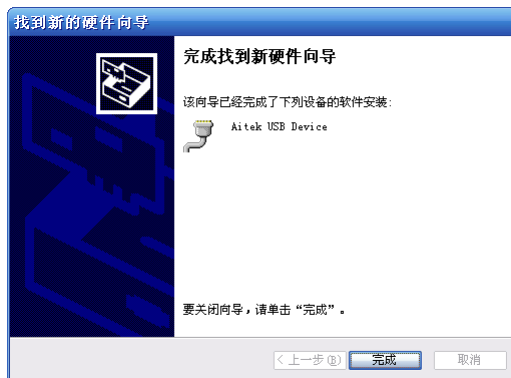 找到新的硬件向导
完成找到新硬件向导
该向导已经完成了下列设备的软件安装:
Aitek USB Device
要关闭向导，请单击“完成”。
< 上一步(B)
完成
取消